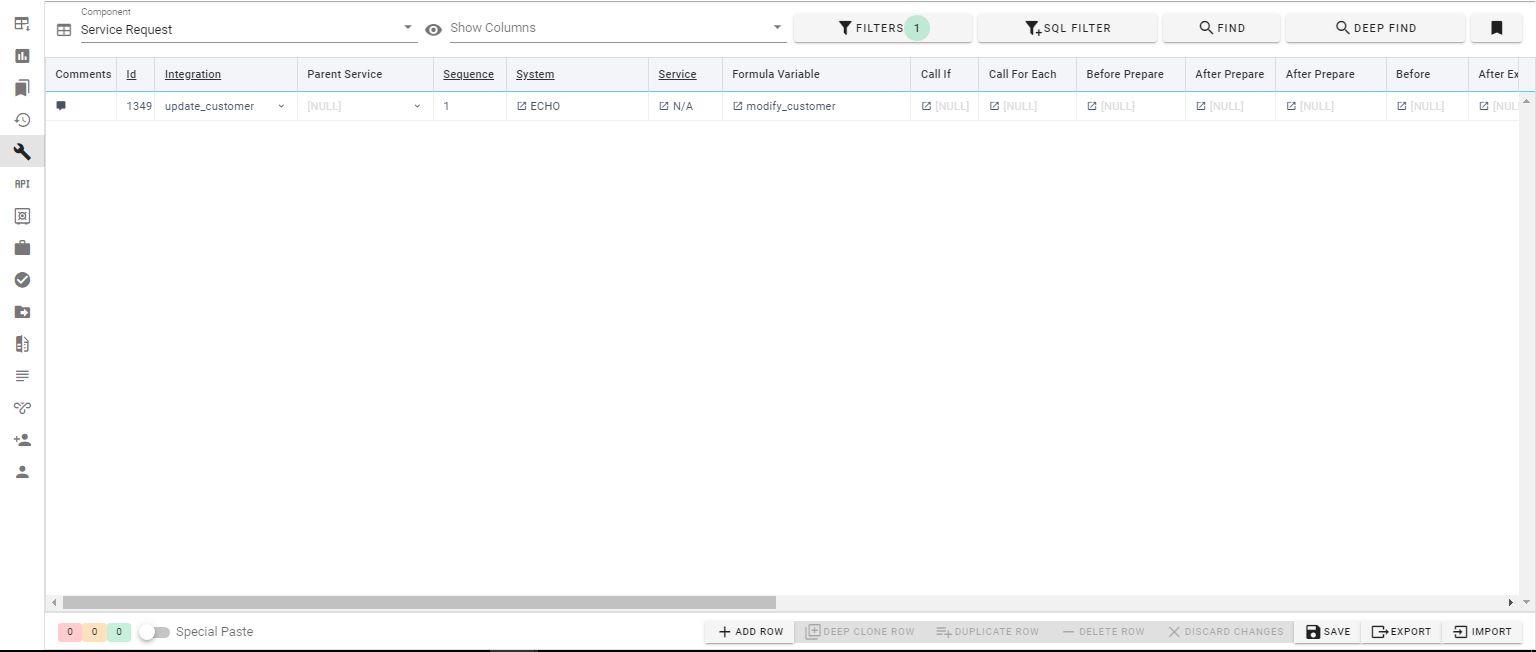 Component
Service Request
Show Columns
FILTERS 1
SQL FILTER
FIND
DEEP FIND
Comments Id Integration Parent Service Sequence System Service Formula Variable Call If Call For Each Before Prepare After Prepare After Prepare Before After Ex
1349 update_customer [NULL] 1 ECHO N/A modify_customer [NULL] [NULL] [NULL] [NULL] [NULL] [NULL] [NUL
API
0 0 0 Special Paste
ADD ROW DEEP CLONE ROW DUPLICATE ROW DELETE ROW DISCARD CHANGES SAVE EXPORT IMPORT